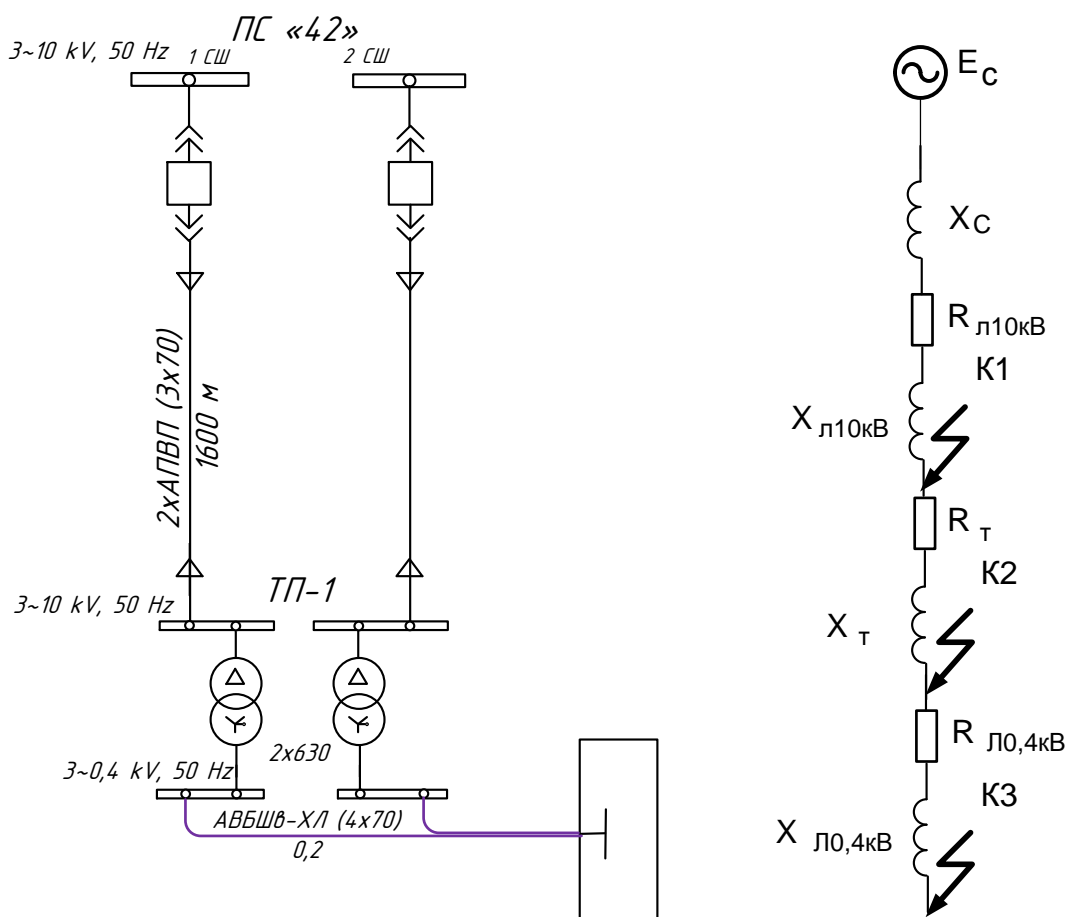 ПС «42»
3~10 kV, 50 Hz
1 СШ
2 СШ
2хАПВП (3х70)
1600 м
ТП-1
3~10 kV, 50 Hz
2х630
3~0,4 kV, 50 Hz
АВБШв-ХЛ (4х70)
0,2
E С
X С
R л10кВ
К1
X л10кВ
R т
К2
X т
R Л0,4кВ
К3
X Л0,4кВ